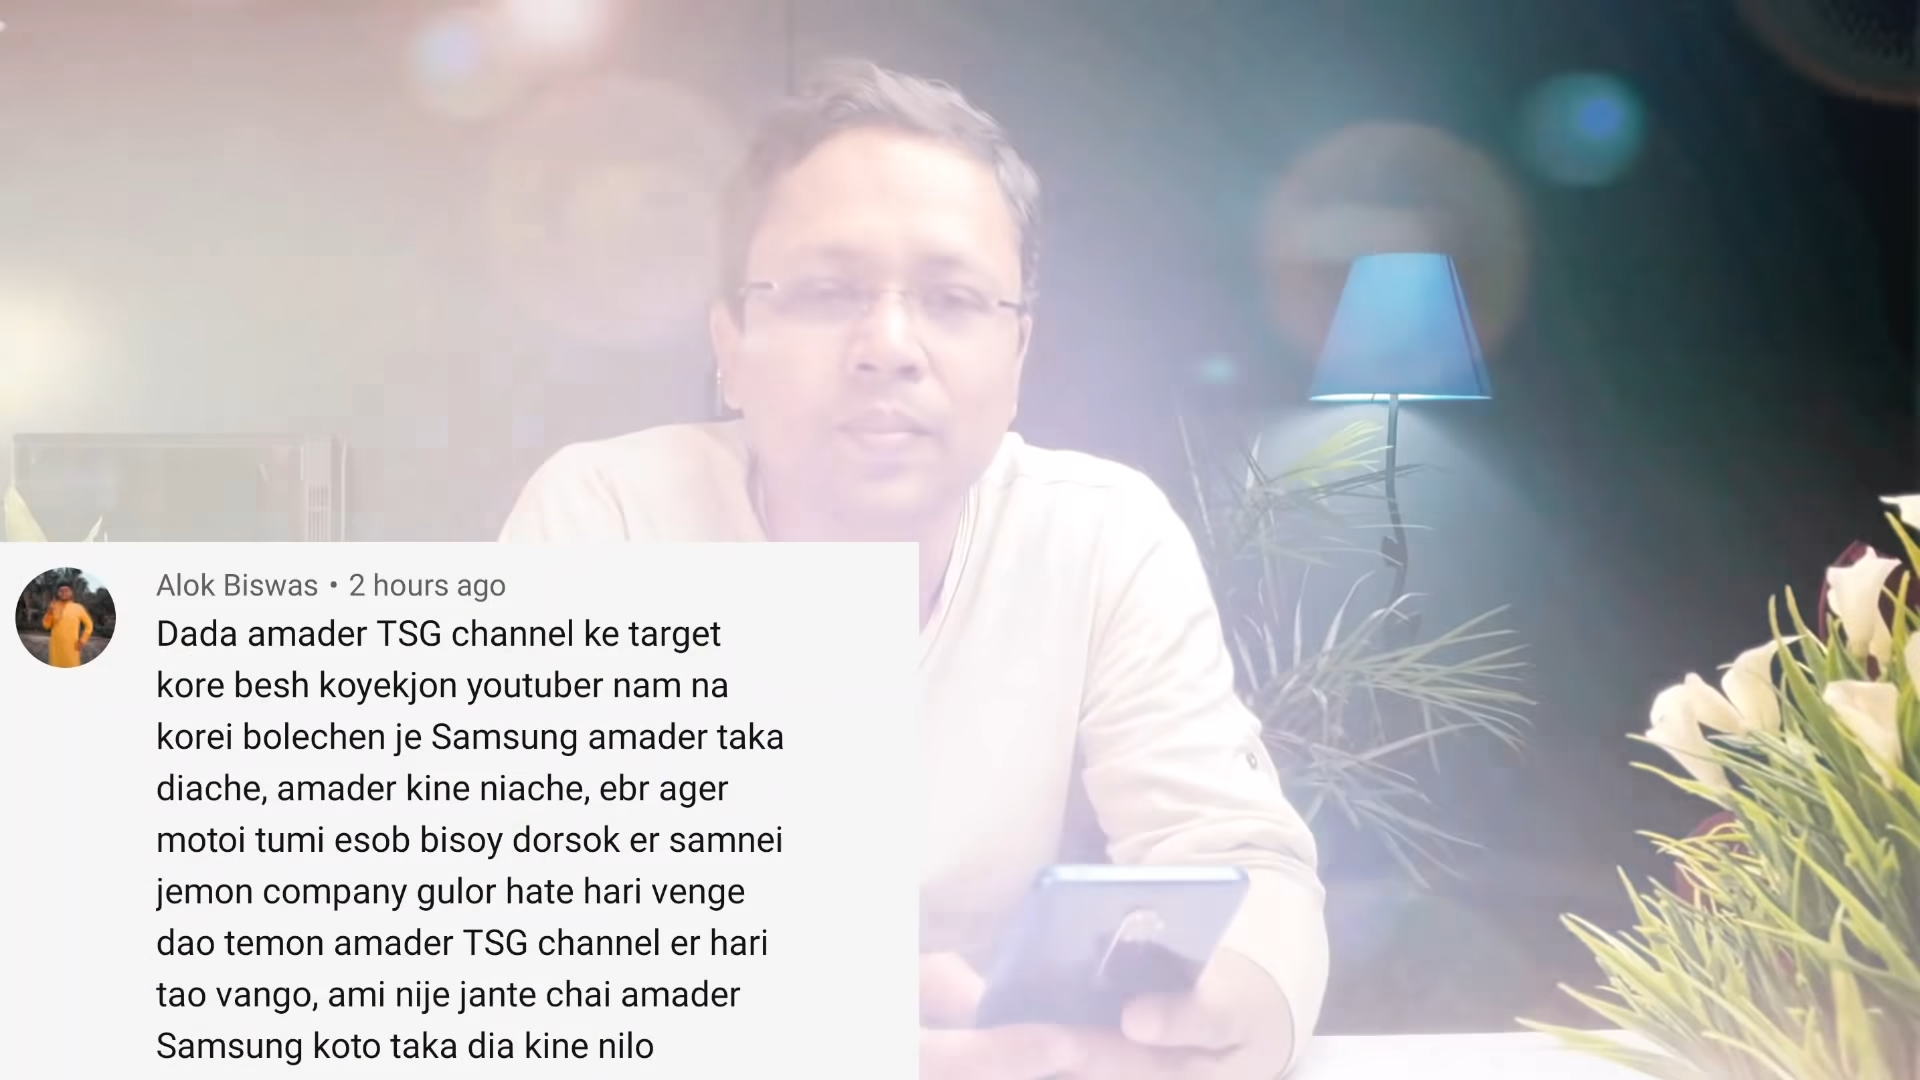 Alok Biswas • 2 hours ago
Dada amader TSG channel ke target
kore besh koyekjon youtuber nam na
korei bolechen je Samsung amader taka
diache, amader kine niache, ebr ager
motoi tumi esob bisoy dorsok er samnei
jemon company gulor hate hari venge
dao temon amader TSG channel er hari
tao vango, ami nije jante chai amader
Samsung koto taka dia kine nilo